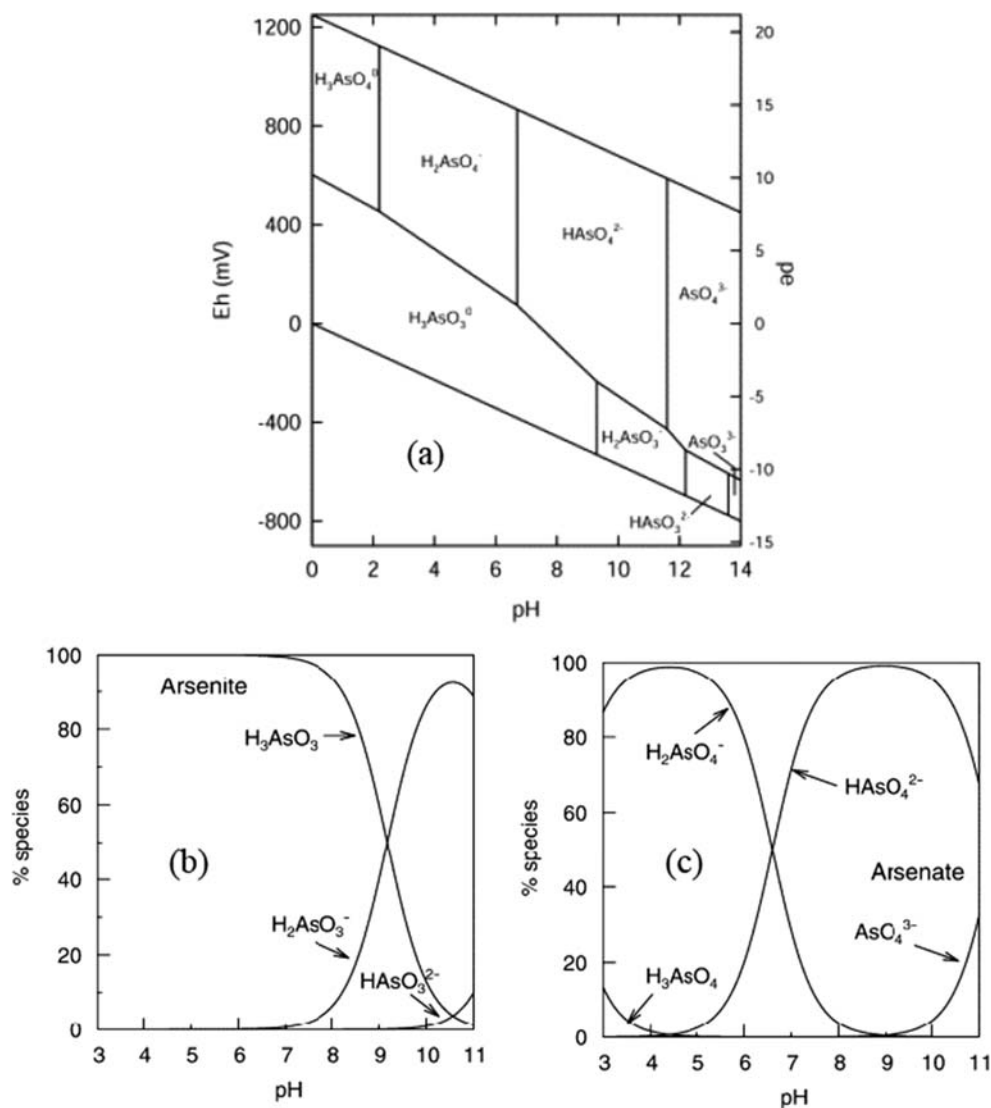 1200
800
400
0
-400
-800
Eh (mV)
20
15
10
5
0
-5
-10
-15
pe
H₃AsO₄⁰
H₂AsO₄⁻
HAsO₄²⁻
AsO₄³⁻
H₃AsO₃⁰
H₂AsO₃⁻
AsO₃³⁻
HAsO₃²⁻
(a)
0 2 4 6 8 10 12 14
pH
100
80
60
40
20
0
% species
Arsenite
H₃AsO₃
(b)
H₂AsO₃⁻
HAsO₃²⁻
3 4 5 6 7 8 9 10 11
pH
100
80
60
40
20
0
% species
H₂AsO₄⁻
HAsO₄²⁻
(c)
Arsenate
AsO₄³⁻
H₃AsO₄
3 4 5 6 7 8 9 10 11
pH